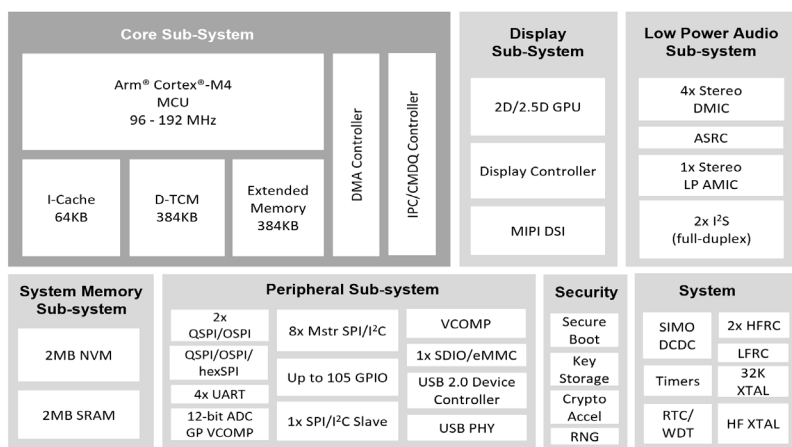 Core Sub-System
Arm® Cortex®-M4
MCU
96 - 192 MHz
I-Cache
64KB
D-TCM
384KB
Extended
Memory
384KB
DMA Controller
IPC/CMDQ Controller
Display
Sub-System
2D/2.5D GPU
Display Controller
MIPI DSI
Low Power Audio
Sub-system
4x Stereo
DMIC
ASRC
1x Stereo
LP AMIC
2x I²S
(full-duplex)
System Memory
Sub-system
2MB NVM
2MB SRAM
Peripheral Sub-system
2x
QSPI/OSPI
QSPI/OSPI/
hexSPI
4x UART
12-bit ADC
GP VCOMP
8x Mstr SPI/I²C
Up to 105 GPIO
1x SPI/I²C Slave
VCOMP
1x SDIO/eMMC
USB 2.0 Device
Controller
USB PHY
Security
Secure
Boot
Key
Storage
Crypto
Accel
RNG
System
SIMO
DCDC
Timers
RTC/
WDT
2x HFRC
LFRC
32K
XTAL
HF XTAL